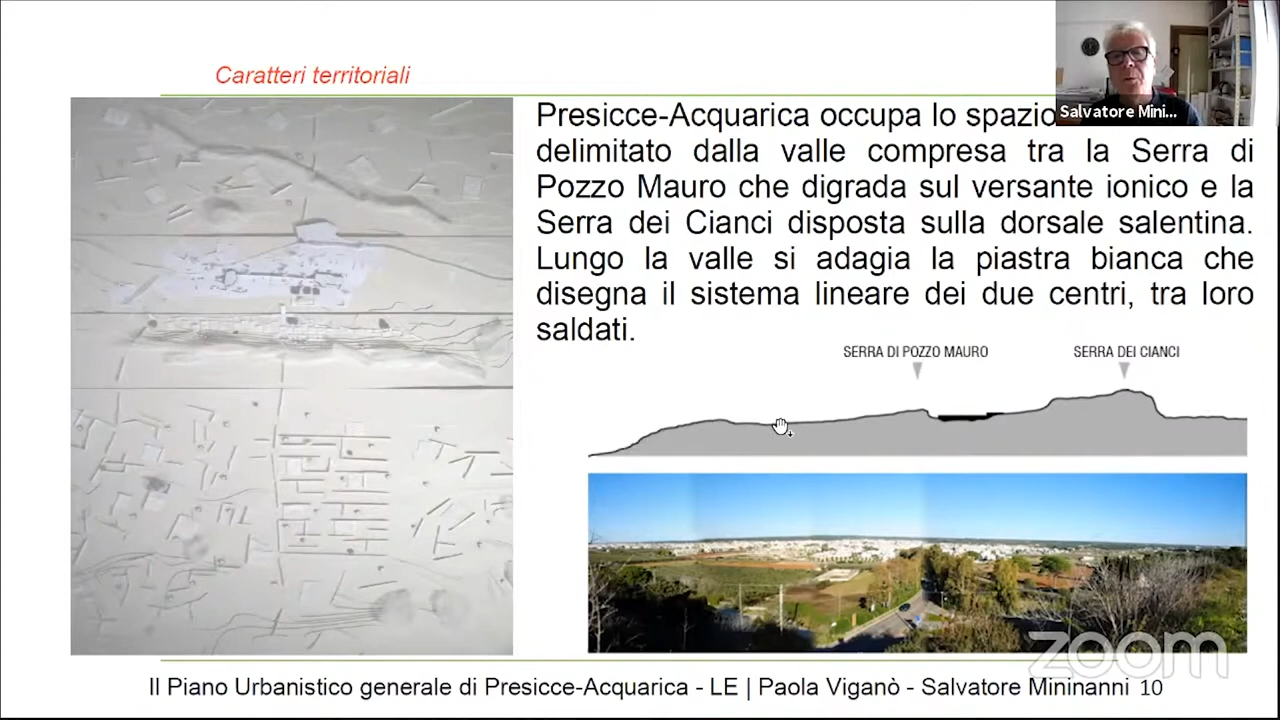 Caratteri territoriali
Salvatore Mini...
Presicce-Acquarica occupa lo spazio
delimitato dalla valle compresa tra la Serra di
Pozzo Mauro che digrada sul versante ionico e la
Serra dei Cianci disposta sulla dorsale salentina.
Lungo la valle si adagia la piastra bianca che
disegna il sistema lineare dei due centri, tra loro
saldati.
SERRA DI POZZO MAURO
SERRA DEI CIANCI
zoom
Il Piano Urbanistico generale di Presicce-Acquarica - LE | Paola Viganò - Salvatore Mininanni 10